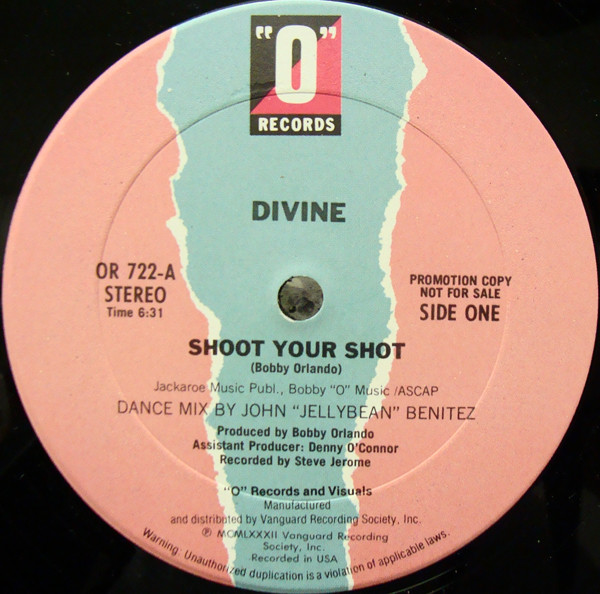 "O"
RECORDS
DIVINE
OR 722-A
STEREO
Time 6:31
PROMOTION COPY
NOT FOR SALE
SIDE ONE
SHOOT YOUR SHOT
(Bobby Orlando)
Jackaroe Music Publ., Bobby "O" Music /ASCAP
DANCE MIX BY JOHN "JELLYBEAN" BENITEZ
Produced by Bobby Orlando
Assistant Producer: Denny O'Connor
Recorded by Steve Jerome
"O" Records and Visuals
Manufactured
and distributed by Vanguard Recording Society, Inc.
℗ MCMLXXXII Vanguard Recording
Society, Inc.
Recorded in USA
Warning: Unauthorized duplication is a violation of applicable laws.